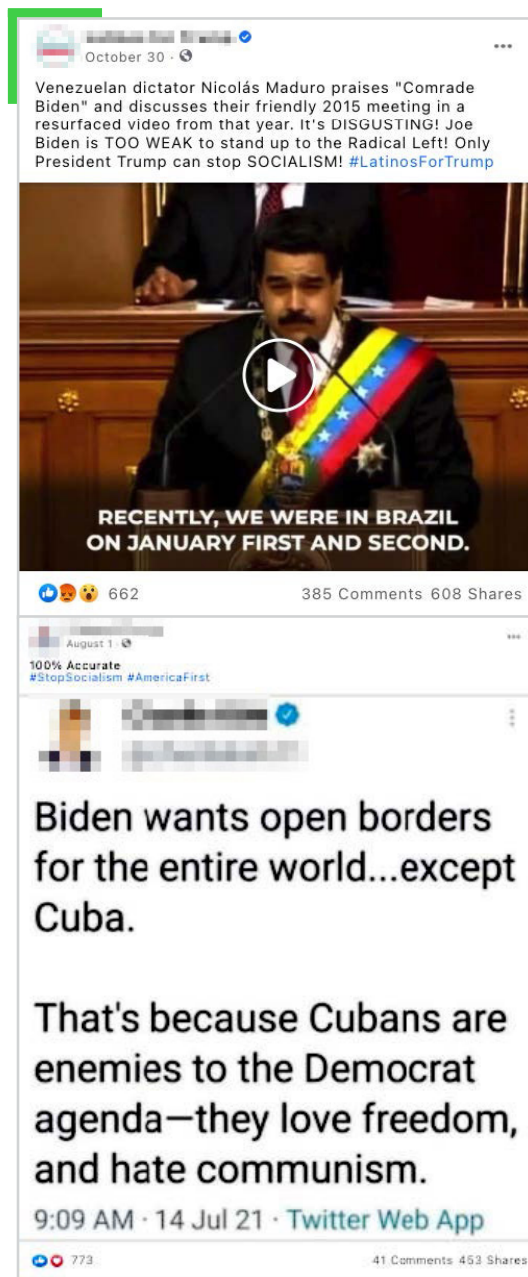 October 30 ·
Venezuelan dictator Nicolás Maduro praises "Comrade
Biden" and discusses their friendly 2015 meeting in a
resurfaced video from that year. It's DISGUSTING! Joe
Biden is TOO WEAK to stand up to the Radical Left! Only
President Trump can stop SOCIALISM! #LatinosForTrump
RECENTLY, WE WERE IN BRAZIL
ON JANUARY FIRST AND SECOND.
662 385 Comments 608 Shares
August 1 ·
100% Accurate
#StopSocialism #AmericaFirst
Biden wants open borders
for the entire world...except
Cuba.
That's because Cubans are
enemies to the Democrat
agenda—they love freedom,
and hate communism.
9:09 AM · 14 Jul 21 · Twitter Web App
773 41 Comments 453 Shares